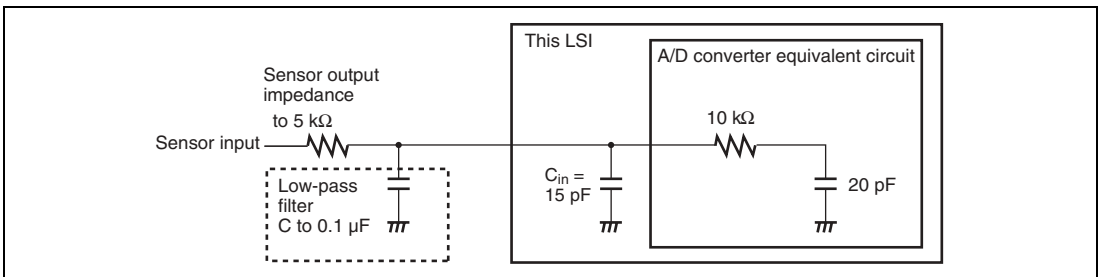 This LSI
A/D converter equivalent circuit
Sensor output
impedance
to 5 kΩ
Sensor input
10 kΩ
Low-pass
filter
C to 0.1 µF
Cin =
15 pF
20 pF